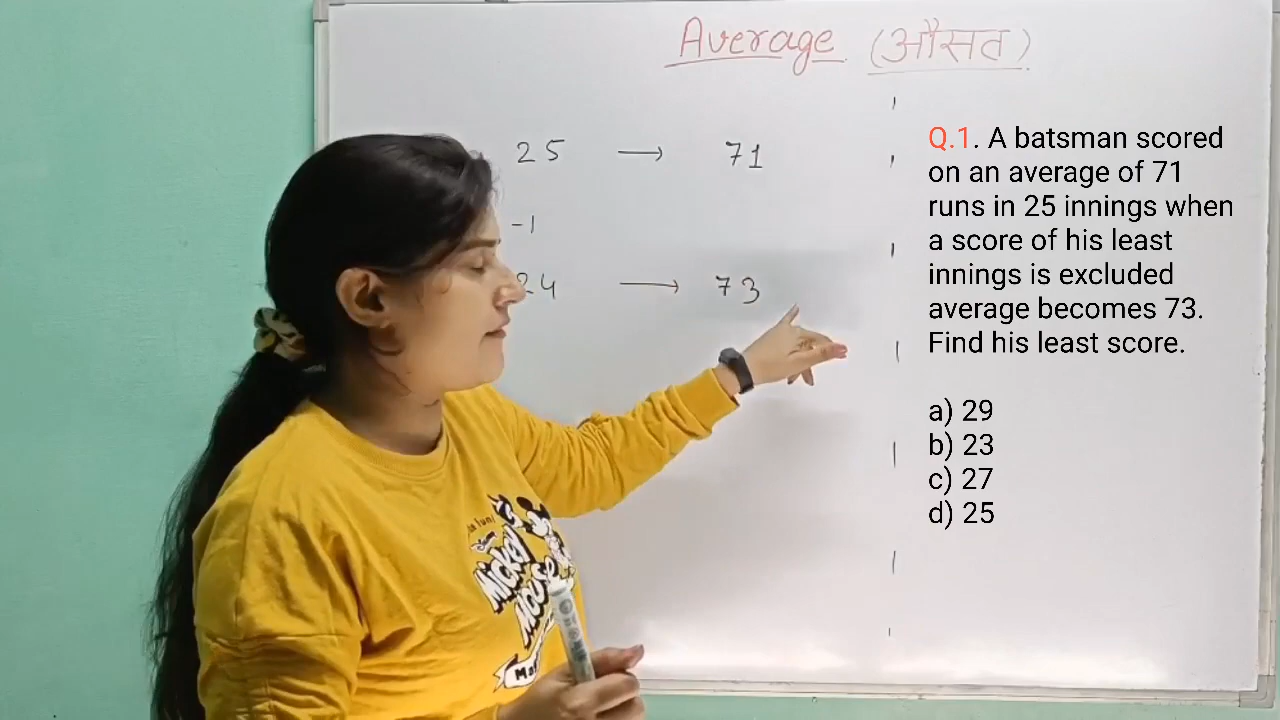 Average (औसत)
25 → 71
-1
24 → 73
Q.1. A batsman scored
on an average of 71
runs in 25 innings when
a score of his least
innings is excluded
average becomes 73.
Find his least score.
a) 29
b) 23
c) 27
d) 25
Disney
Mickey
Mouse